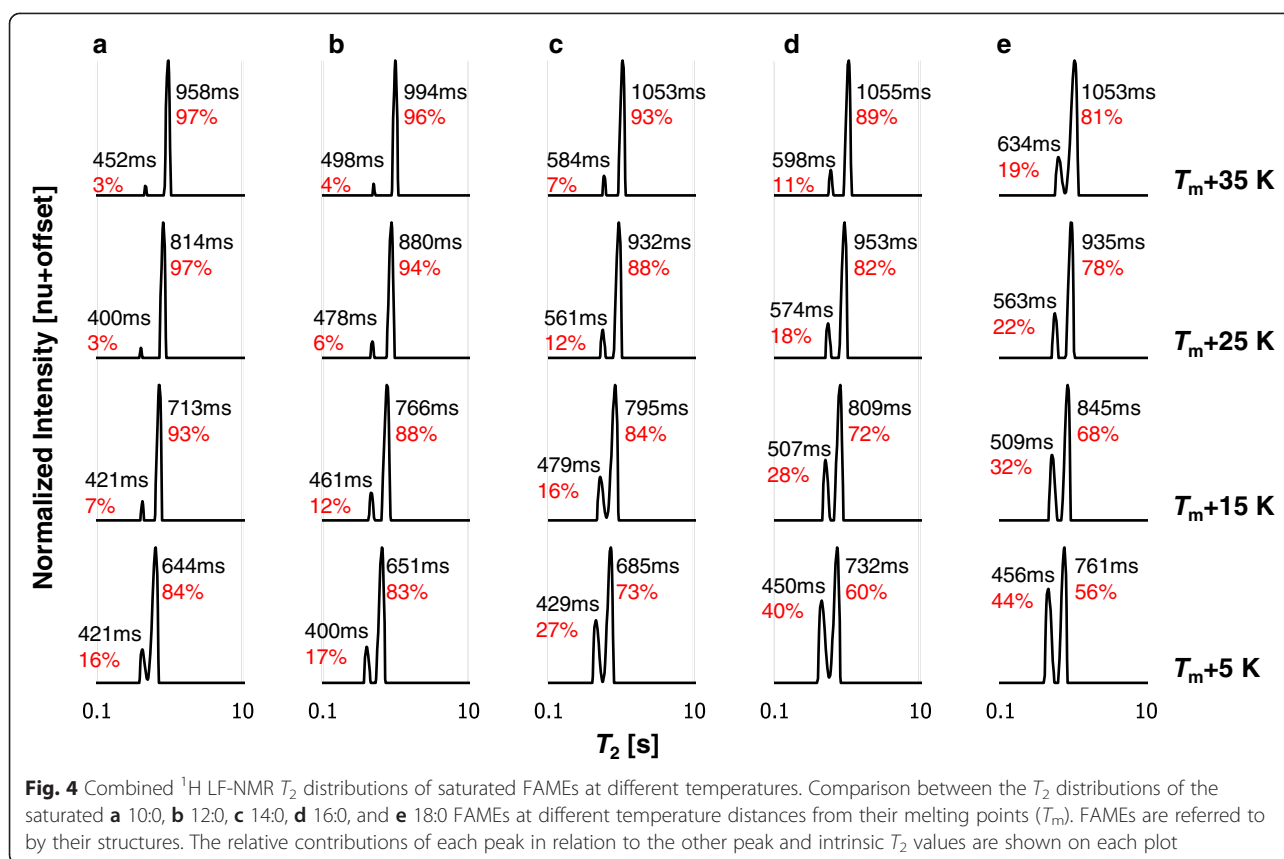 a b c d e
958ms 994ms 1053ms 1055ms 1053ms
97% 96% 93% 89% 81%
452ms 498ms 584ms 598ms 634ms
3% 4% 7% 11% 19%
Tm+35 K
814ms 880ms 932ms 953ms 935ms
97% 94% 88% 82% 78%
400ms 478ms 561ms 574ms 563ms
3% 6% 12% 18% 22%
Tm+25 K
713ms 766ms 795ms 809ms 845ms
93% 88% 84% 72% 68%
421ms 461ms 479ms 507ms 509ms
7% 12% 16% 28% 32%
Tm+15 K
644ms 651ms 685ms 732ms 761ms
84% 83% 73% 60% 56%
421ms 400ms 429ms 450ms 456ms
16% 17% 27% 40% 44%
Tm+5 K
Normalized Intensity [nu+offset]
0.1 10 0.1 10 0.1 10 0.1 10 0.1 10
T2 [s]
Fig. 4 Combined 1H LF-NMR T2 distributions of saturated FAMEs at different temperatures. Comparison between the T2 distributions of the
saturated a 10:0, b 12:0, c 14:0, d 16:0, and e 18:0 FAMEs at different temperature distances from their melting points (Tm). FAMEs are referred to
by their structures. The relative contributions of each peak in relation to the other peak and intrinsic T2 values are shown on each plot